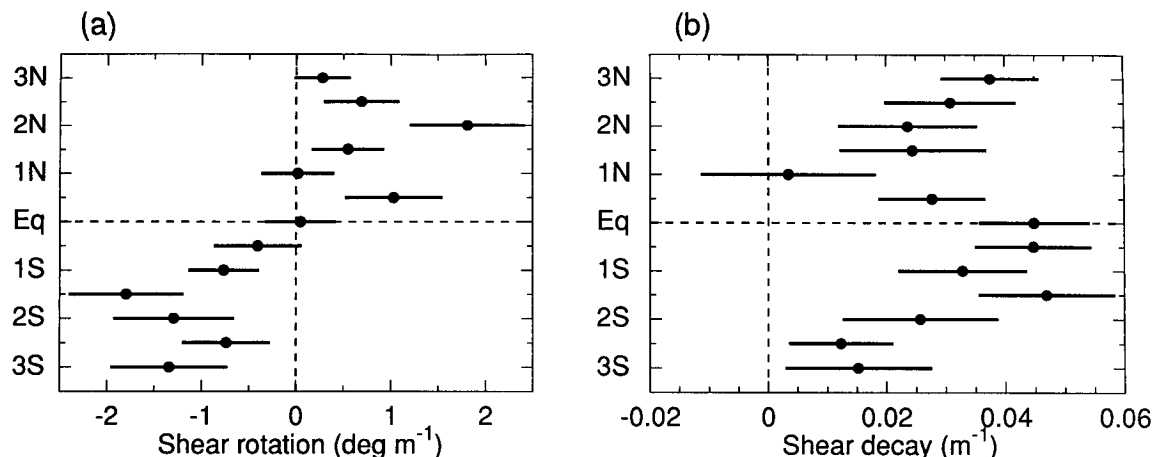 (a)
3N
2N
1N
Eq
1S
2S
3S
-2 -1 0 1 2
Shear rotation (deg m⁻¹)
(b)
3N
2N
1N
Eq
1S
2S
3S
-0.02 0 0.02 0.04 0.06
Shear decay (m⁻¹)